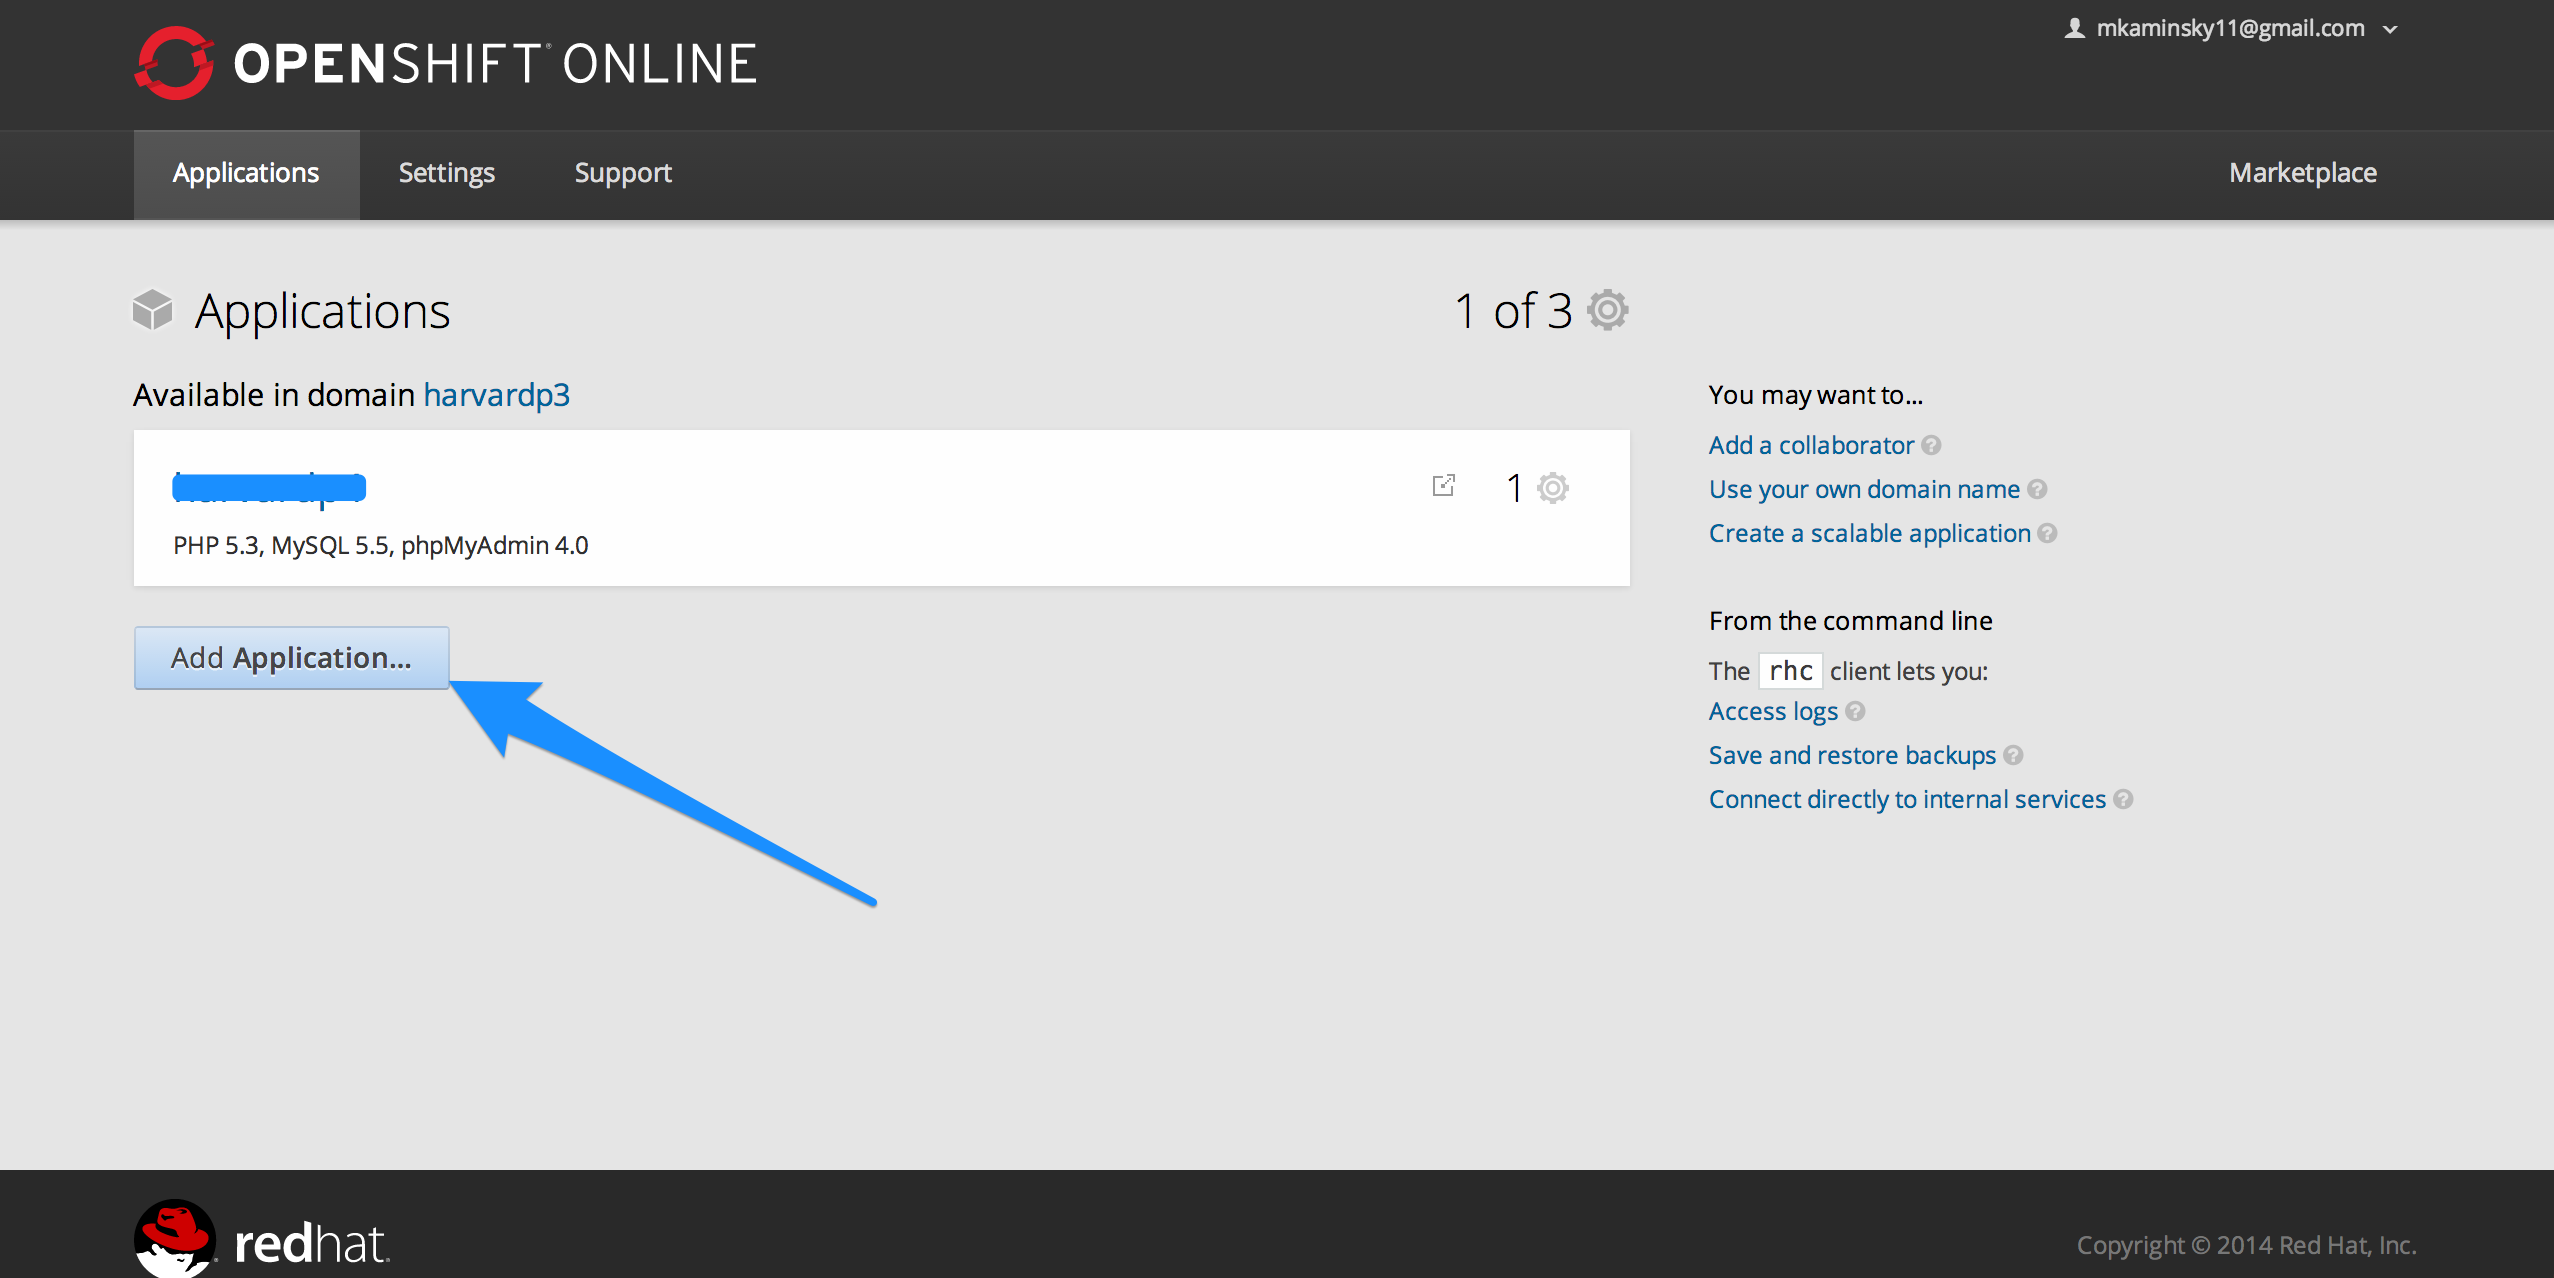 OPENSHIFT ONLINE
mkaminsky11@gmail.com
Applications Settings Support Marketplace
Applications 1 of 3
Available in domain harvardp3
1
PHP 5.3, MySQL 5.5, phpMyAdmin 4.0
Add Application...
You may want to...
Add a collaborator ?
Use your own domain name ?
Create a scalable application ?
From the command line
The rhc client lets you:
Access logs ?
Save and restore backups ?
Connect directly to internal services ?
redhat.
Copyright © 2014 Red Hat, Inc.